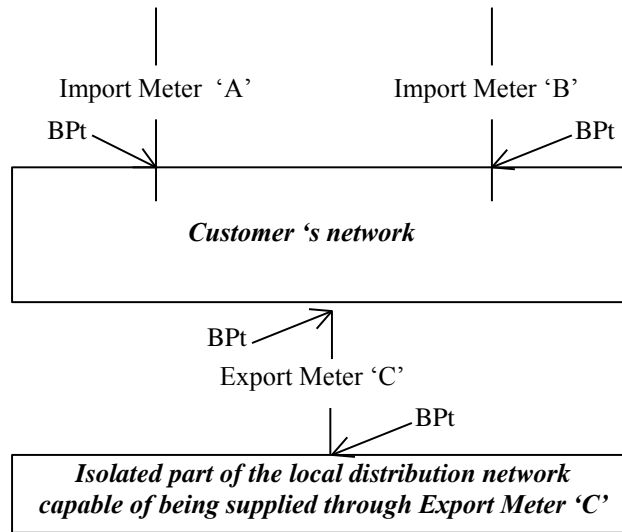 Import Meter ‘A’
Import Meter ‘B’
BPt
BPt
Customer ‘s network
BPt
Export Meter ‘C’
BPt
Isolated part of the local distribution network
capable of being supplied through Export Meter ‘C’